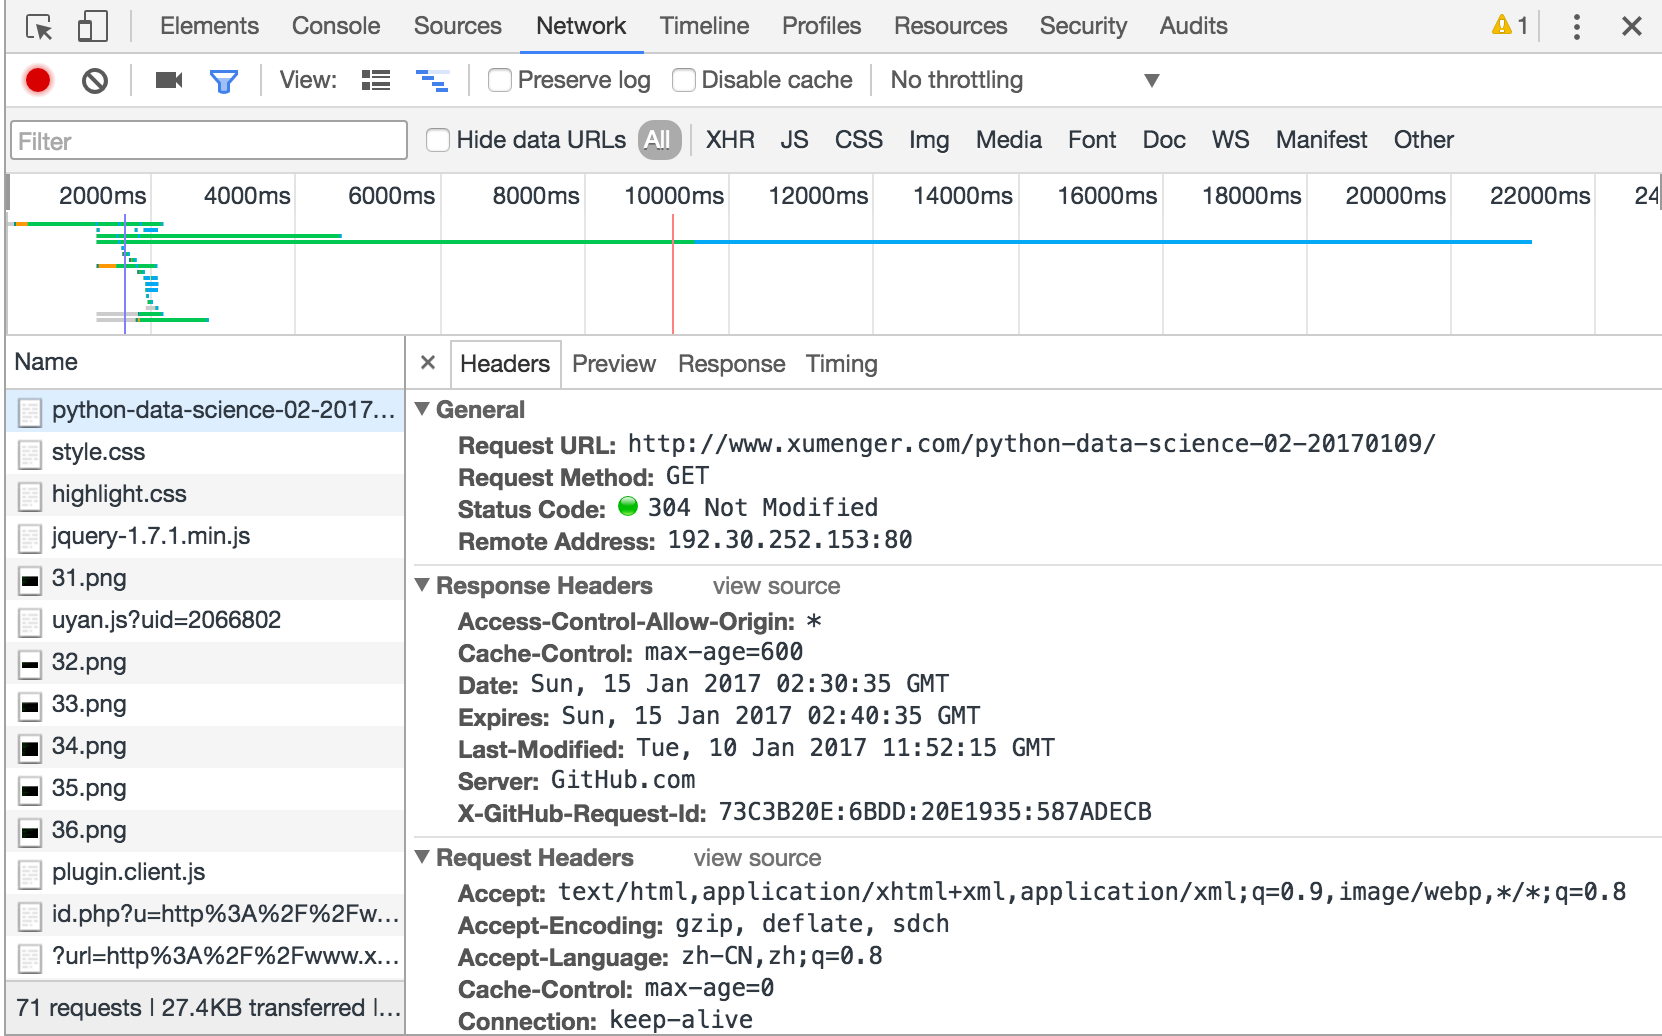 Elements Console Sources Network Timeline Profiles Resources Security Audits 1
View: Preserve log Disable cache No throttling
Filter Hide data URLs All XHR JS CSS Img Media Font Doc WS Manifest Other
2000ms 4000ms 6000ms 8000ms 10000ms 12000ms 14000ms 16000ms 18000ms 20000ms 22000ms 24
Name
python-data-science-02-2017...
style.css
highlight.css
jquery-1.7.1.min.js
31.png
uyan.js?uid=2066802
32.png
33.png
34.png
35.png
36.png
plugin.client.js
id.php?u=http%3A%2F%2Fw...
?url=http%3A%2F%2Fwww.x...
71 requests | 27.4KB transferred |...
Headers Preview Response Timing
General
Request URL: http://www.xumenger.com/python-data-science-02-20170109/
Request Method: GET
Status Code: 304 Not Modified
Remote Address: 192.30.252.153:80
Response Headers view source
Access-Control-Allow-Origin: *
Cache-Control: max-age=600
Date: Sun, 15 Jan 2017 02:30:35 GMT
Expires: Sun, 15 Jan 2017 02:40:35 GMT
Last-Modified: Tue, 10 Jan 2017 11:52:15 GMT
Server: GitHub.com
X-GitHub-Request-Id: 73C3B20E:6BDD:20E1935:587ADECB
Request Headers view source
Accept: text/html,application/xhtml+xml,application/xml;q=0.9,image/webp,*/*;q=0.8
Accept-Encoding: gzip, deflate, sdch
Accept-Language: zh-CN,zh;q=0.8
Cache-Control: max-age=0
Connection: keep-alive